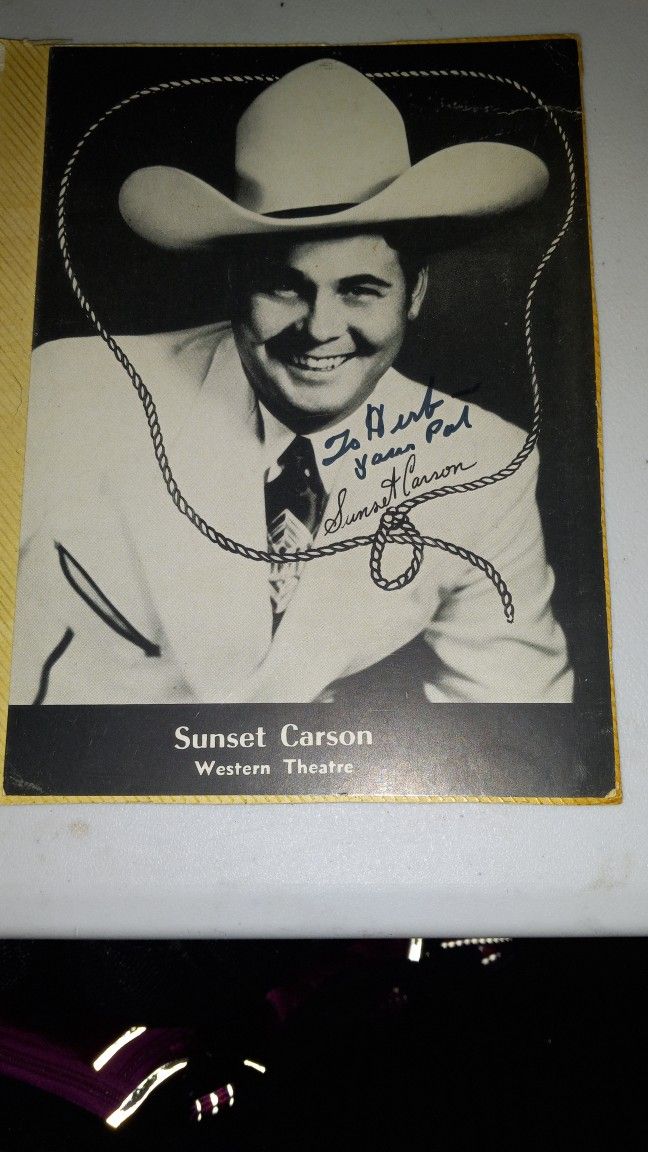 To Herb —
Your Pal
Sunset Carson
Sunset Carson
Western Theatre